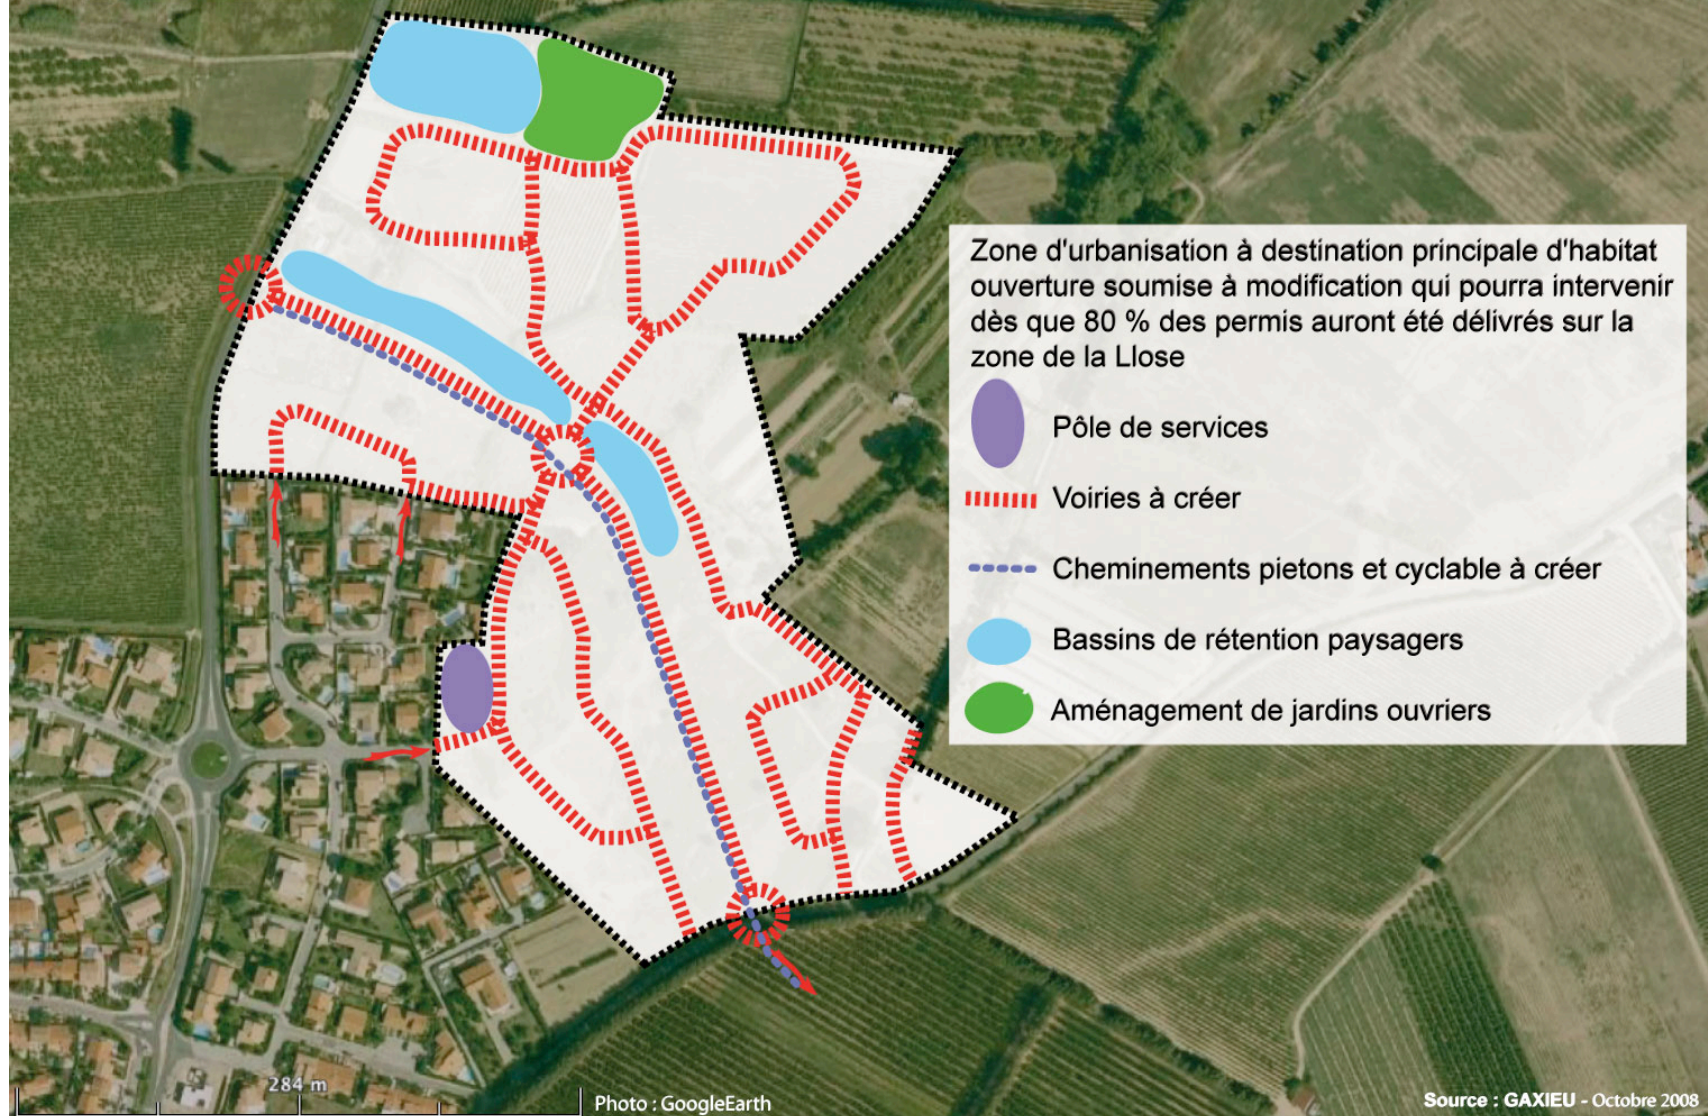 Zone d'urbanisation à destination principale d'habitat
ouverture soumise à modification qui pourra intervenir
dès que 80 % des permis auront été délivrés sur la
zone de la Llose
Pôle de services
Voiries à créer
Cheminements pietons et cyclable à créer
Bassins de rétention paysagers
Aménagement de jardins ouvriers
284 m
Photo : GoogleEarth
Source : GAXIEU - Octobre 2008